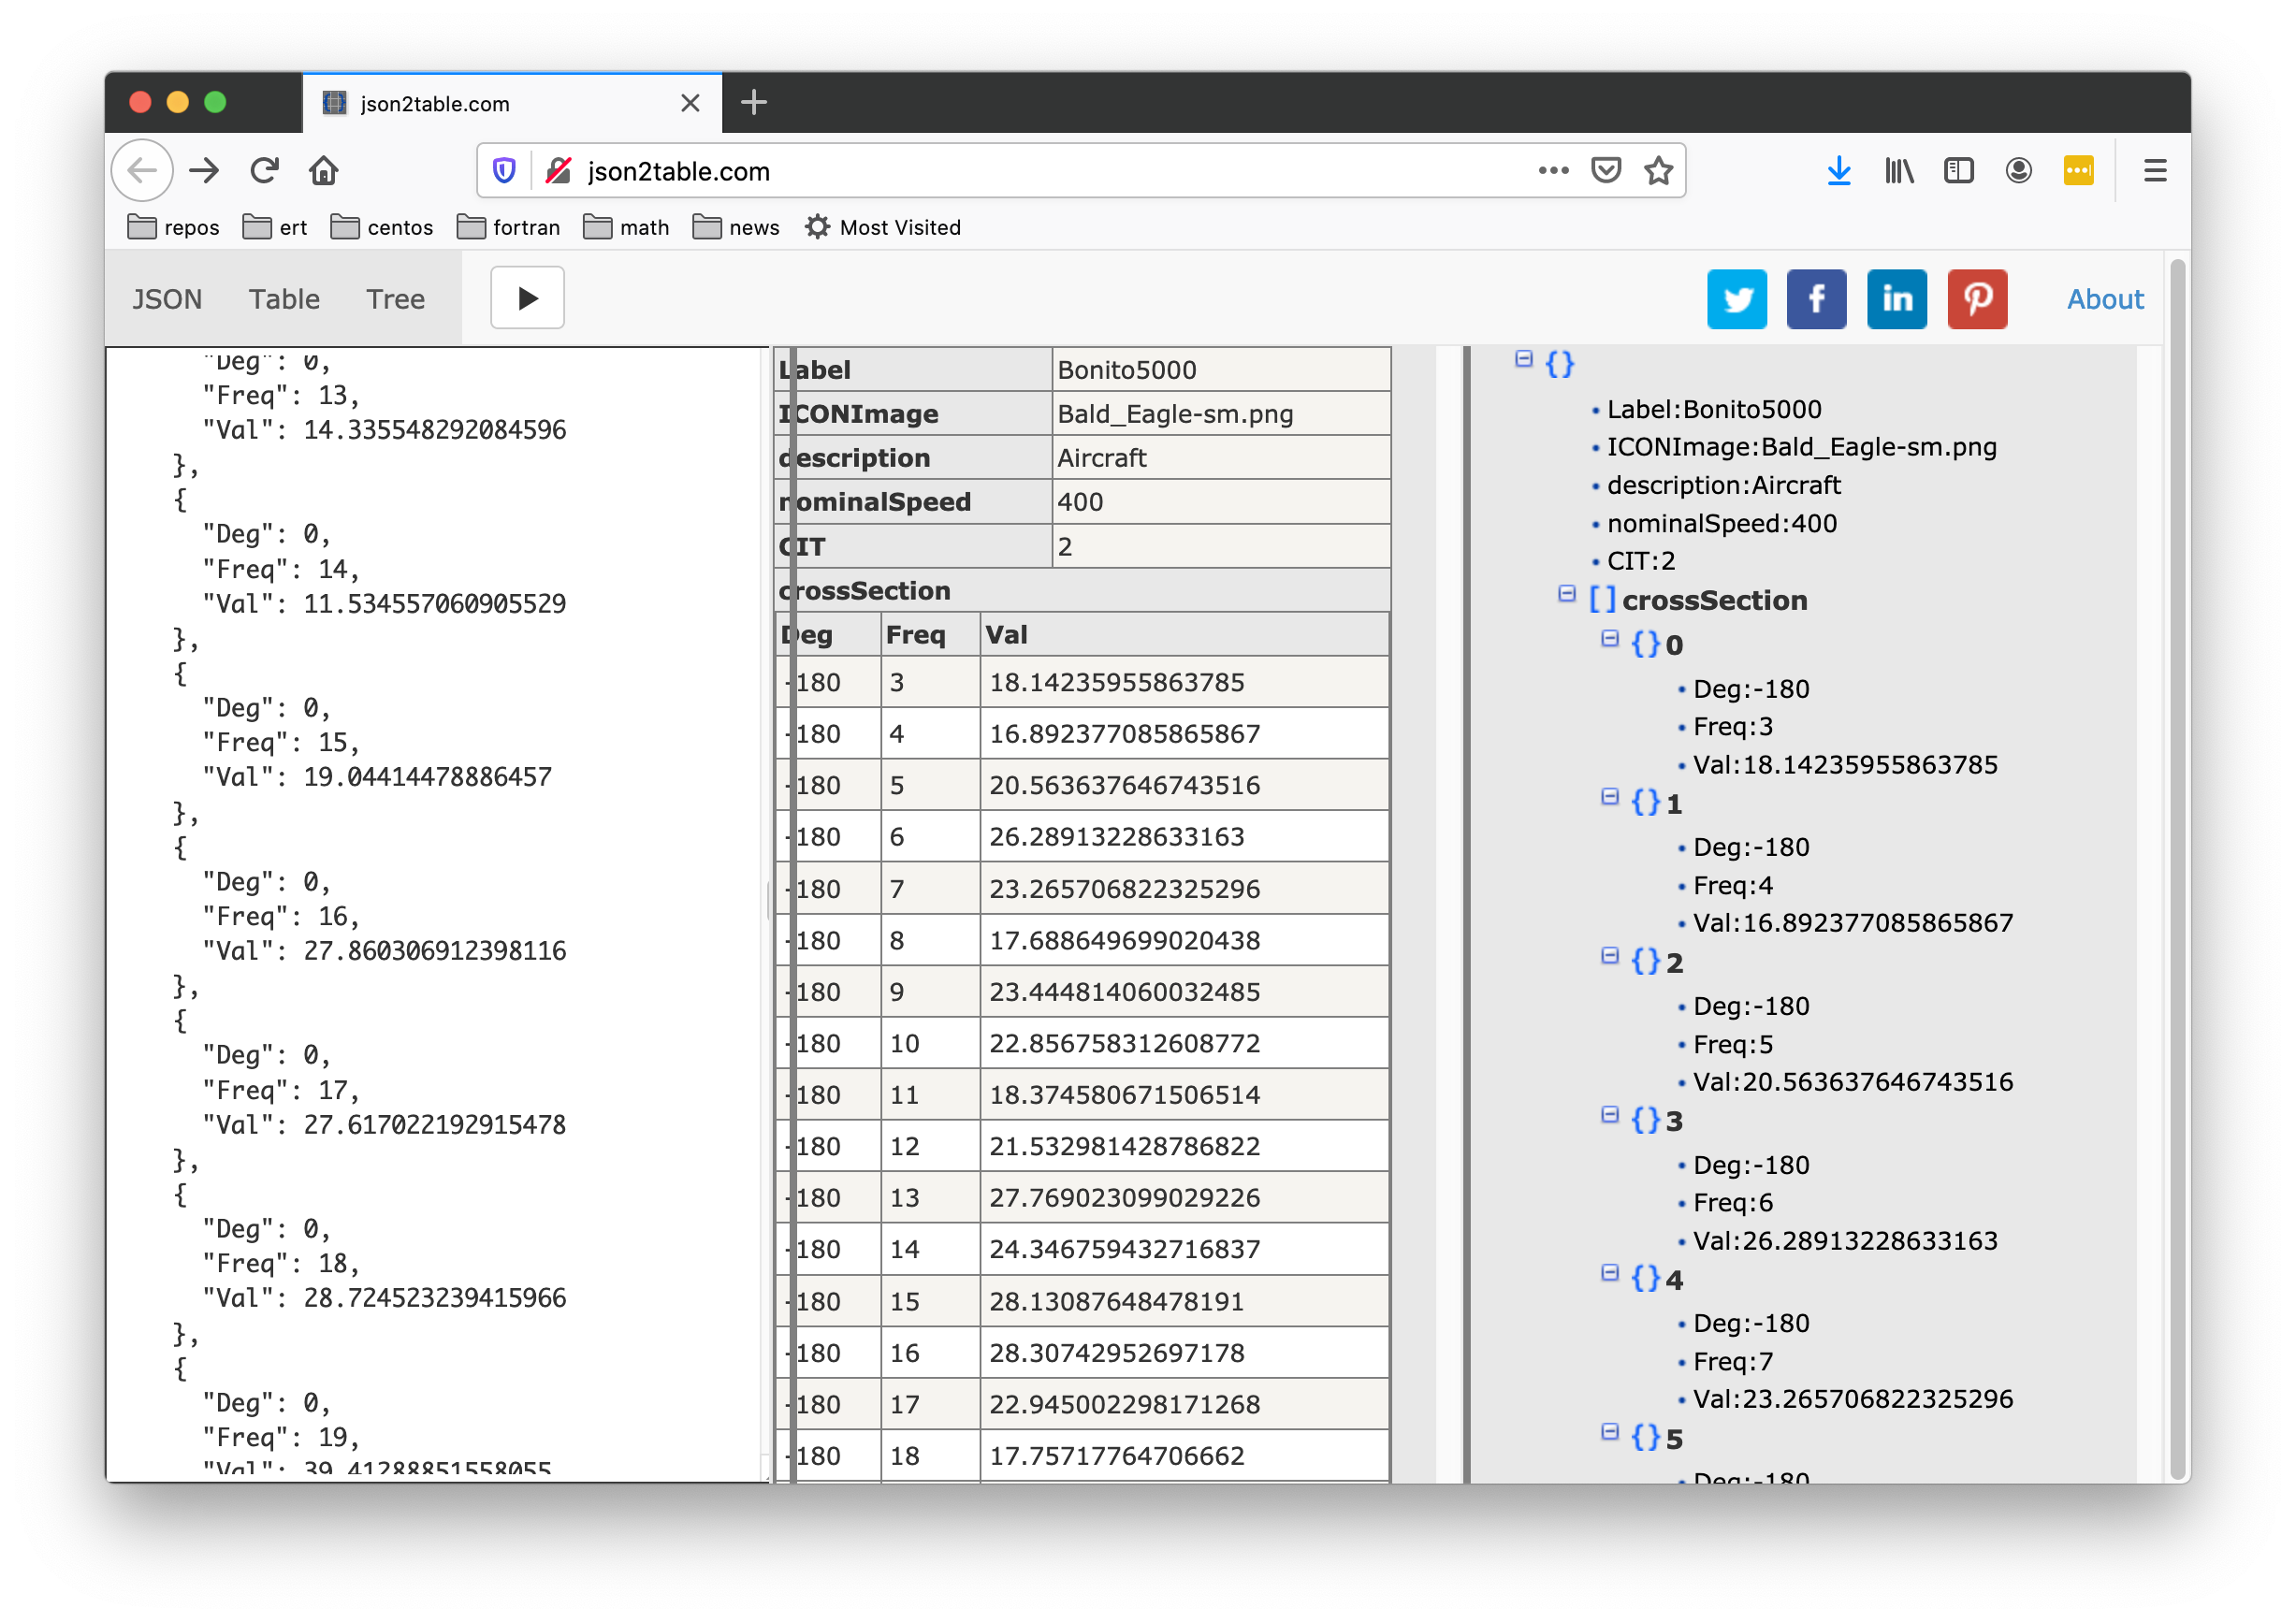 json2table.com
json2table.com
repos ert centos fortran math news Most Visited
JSON Table Tree
About
"Deg": 0,
"Freq": 13,
"Val": 14.335548292084596
},
{
"Deg": 0,
"Freq": 14,
"Val": 11.534557060905529
},
{
"Deg": 0,
"Freq": 15,
"Val": 19.04414478886457
},
{
"Deg": 0,
"Freq": 16,
"Val": 27.860306912398116
},
{
"Deg": 0,
"Freq": 17,
"Val": 27.617022192915478
},
{
"Deg": 0,
"Freq": 18,
"Val": 28.724523239415966
},
{
"Deg": 0,
"Freq": 19,
"Val": 39.41288851558055
Label Bonito5000
ICONImage Bald_Eagle-sm.png
description Aircraft
nominalSpeed 400
CIT 2
crossSection
Deg Freq Val
-180 3 18.14235955863785
-180 4 16.892377085865867
-180 5 20.563637646743516
-180 6 26.28913228633163
-180 7 23.265706822325296
-180 8 17.688649699020438
-180 9 23.444814060032485
-180 10 22.856758312608772
-180 11 18.374580671506514
-180 12 21.532981428786822
-180 13 27.769023099029226
-180 14 24.346759432716837
-180 15 28.13087648478191
-180 16 28.30742952697178
-180 17 22.945002298171268
-180 18 17.75717764706662
{}
Label:Bonito5000
ICONImage:Bald_Eagle-sm.png
description:Aircraft
nominalSpeed:400
CIT:2
[] crossSection
{} 0
Deg:-180
Freq:3
Val:18.14235955863785
{} 1
Deg:-180
Freq:4
Val:16.892377085865867
{} 2
Deg:-180
Freq:5
Val:20.563637646743516
{} 3
Deg:-180
Freq:6
Val:26.28913228633163
{} 4
Deg:-180
Freq:7
Val:23.265706822325296
{} 5
Deg:-180